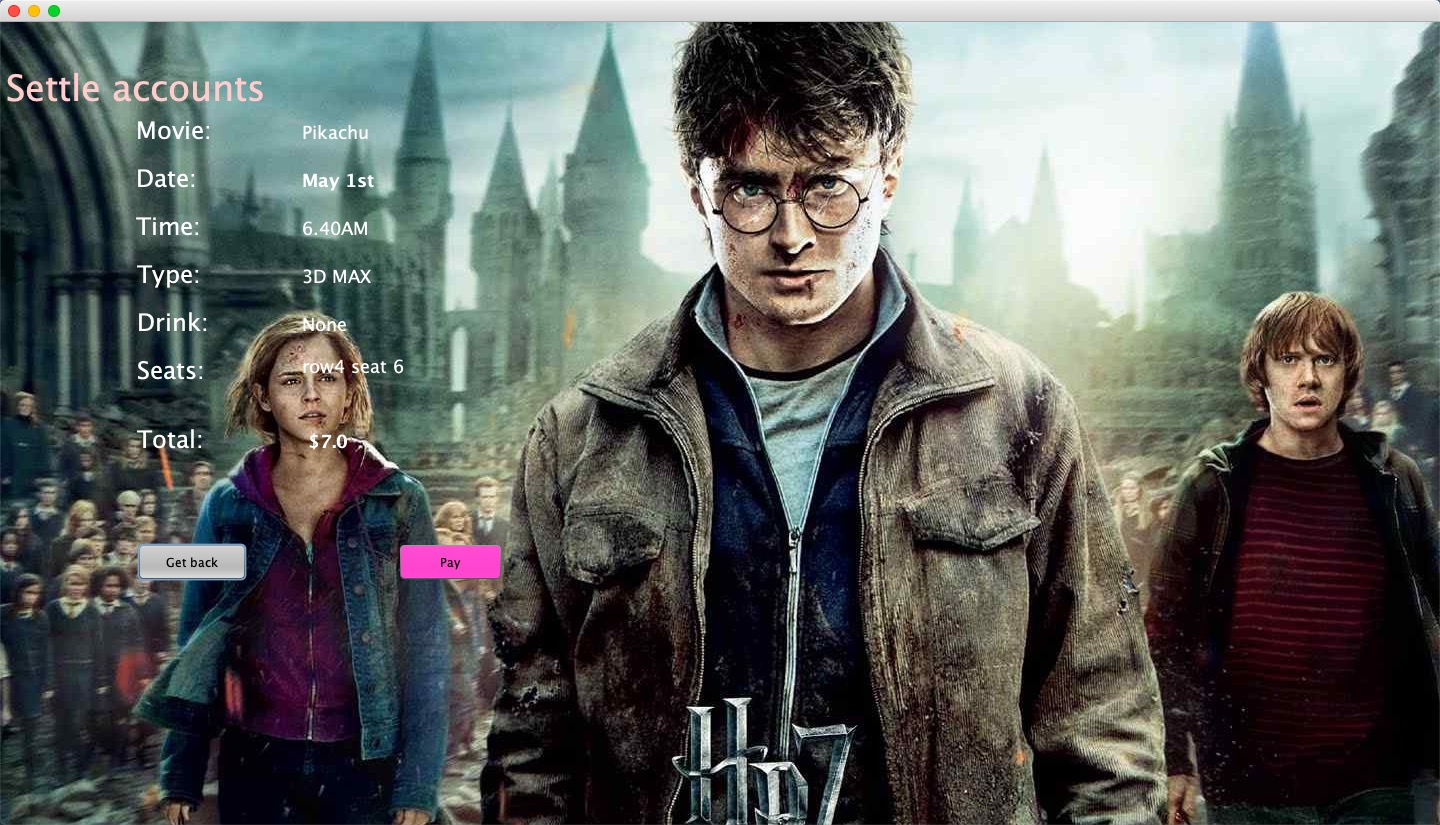 Settle accounts
Movie: Pikachu
Date: May 1st
Time: 6.40AM
Type: 3D MAX
Drink: None
Seats: row4 seat 6
Total: $7.0
Get back Pay
HP7